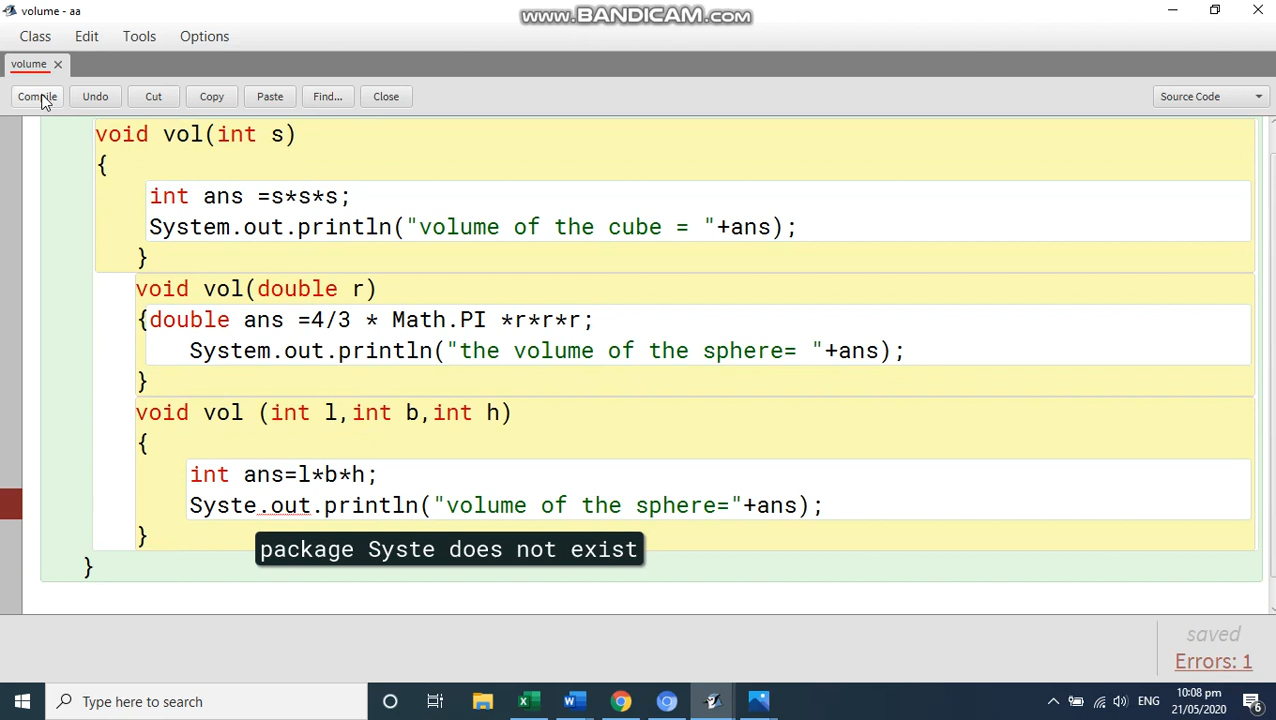 volume - aa
www.BANDICAM.com
Class Edit Tools Options
volume
Compile Undo Cut Copy Paste Find... Close Source Code
void vol(int s)
{
int ans =s*s*s;
System.out.println("volume of the cube = "+ans);
}
void vol(double r)
{double ans =4/3 * Math.PI *r*r*r;
System.out.println("the volume of the sphere= "+ans);
}
void vol (int l,int b,int h)
{
int ans=l*b*h;
Syste.out.println("volume of the sphere="+ans);
}
package Syste does not exist
}
saved
Errors: 1
Type here to search
ENG
10:08 pm
21/05/2020
6